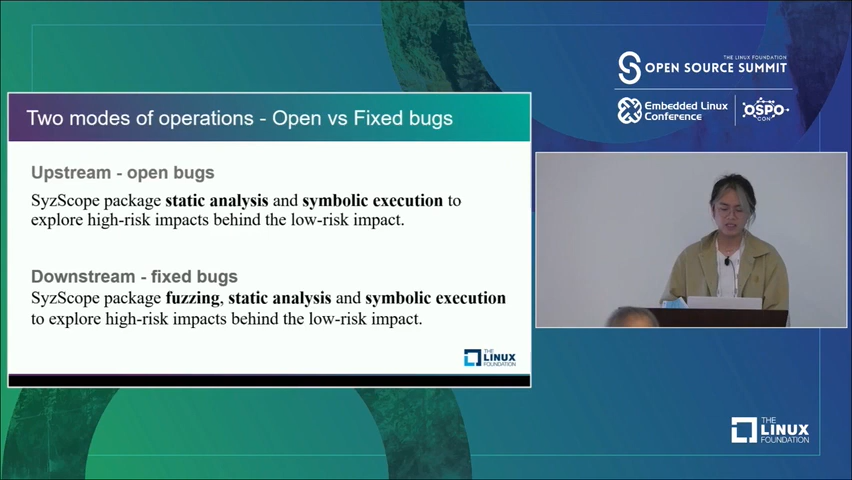 Two modes of operations - Open vs Fixed bugs
Upstream - open bugs
SyzScope package static analysis and symbolic execution to
explore high-risk impacts behind the low-risk impact.
Downstream - fixed bugs
SyzScope package fuzzing, static analysis and symbolic execution
to explore high-risk impacts behind the low-risk impact.
THE
LINUX
FOUNDATION
THE LINUX FOUNDATION
OPEN SOURCE SUMMIT
Embedded Linux
Conference
OSPO
CON
THE
LINUX
FOUNDATION